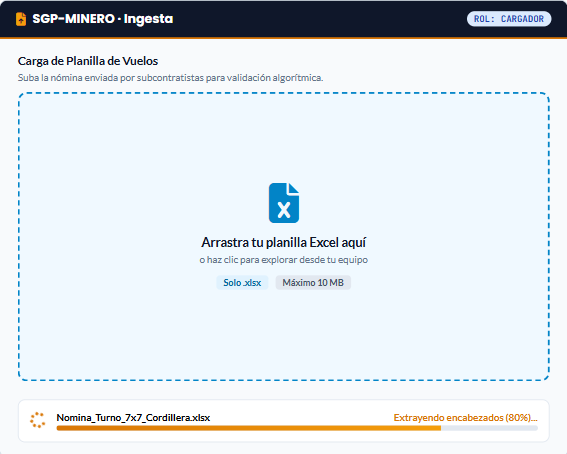 SGP-MINERO · Ingesta
ROL: CARGADOR
Carga de Planilla de Vuelos
Suba la nómina enviada por subcontratistas para validación algorítmica.
Arrastra tu planilla Excel aquí
o haz clic para explorar desde tu equipo
Solo .xlsx
Máximo 10 MB
Nomina_Turno_7x7_Cordillera.xlsx
Extrayendo encabezados (80%)...